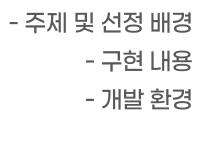 - 주제 및 선정 배경
- 구현 내용
- 개발 환경